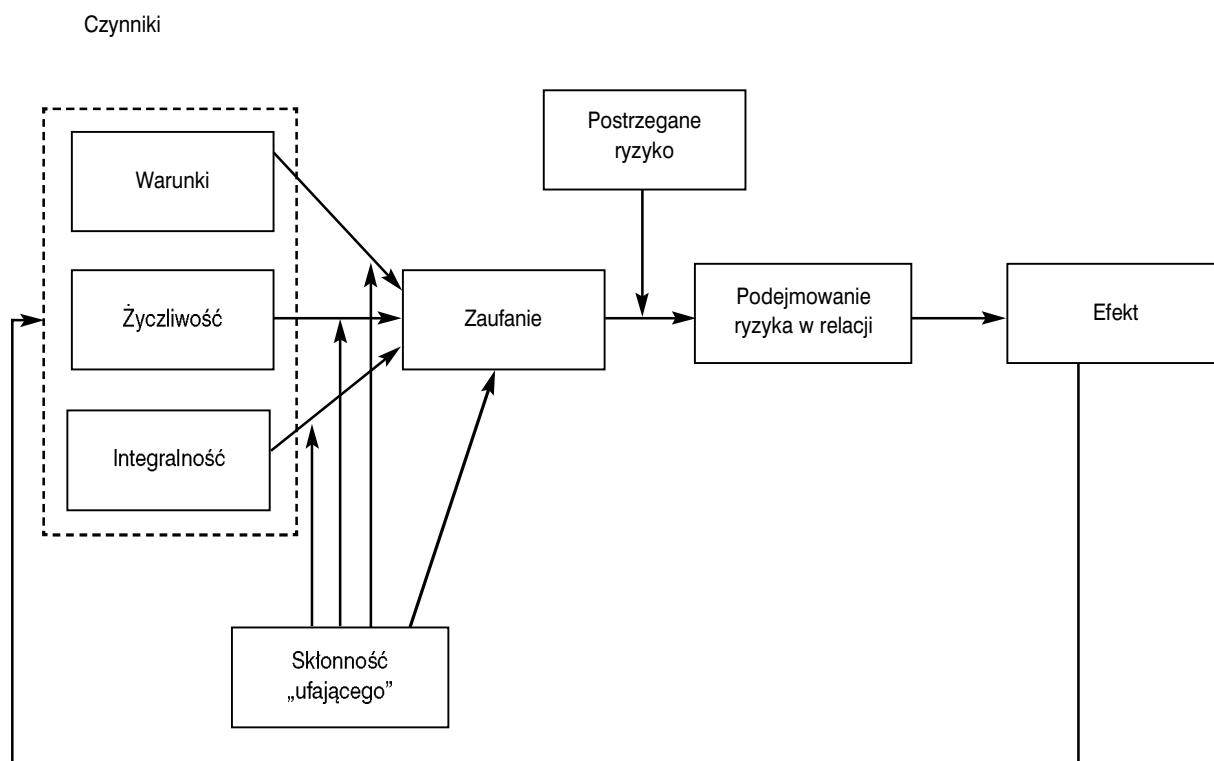 Czynniki
Warunki
Życzliwość
Integralność
Postrzegane
ryzyko
Zaufanie
Podejmowanie
ryzyka w relacji
Efekt
Skłonność
„ufającego”